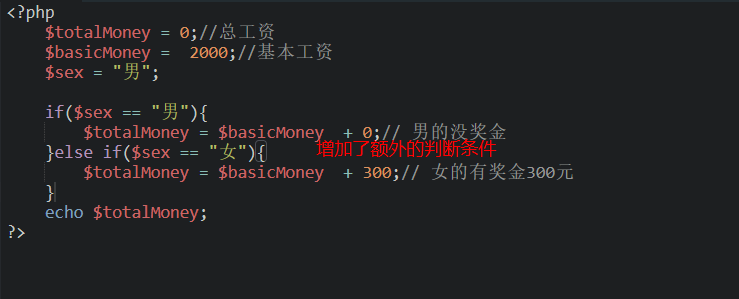 <?php
$totalMoney = 0;//总工资
$basicMoney =  2000;//基本工资
$sex = "男";
if($sex == "男"){
$totalMoney = $basicMoney  + 0;// 男的没奖金
}else if($sex == "女"){
增加了额外的判断条件
$totalMoney = $basicMoney  + 300;// 女的有奖金300元
}
echo $totalMoney;
?>